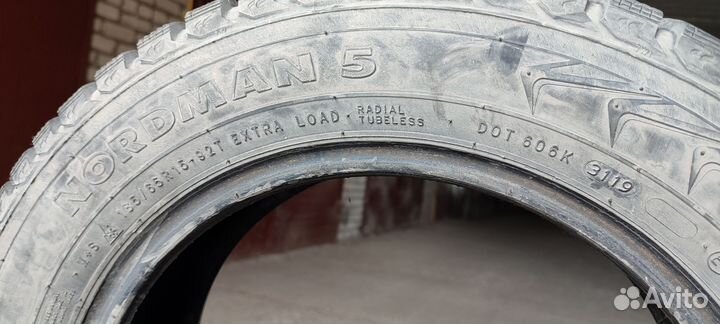 NORDMAN 5
M+S 195/65R15 92T EXTRA LOAD RADIAL TUBELESS DOT 606K 3119
Avito